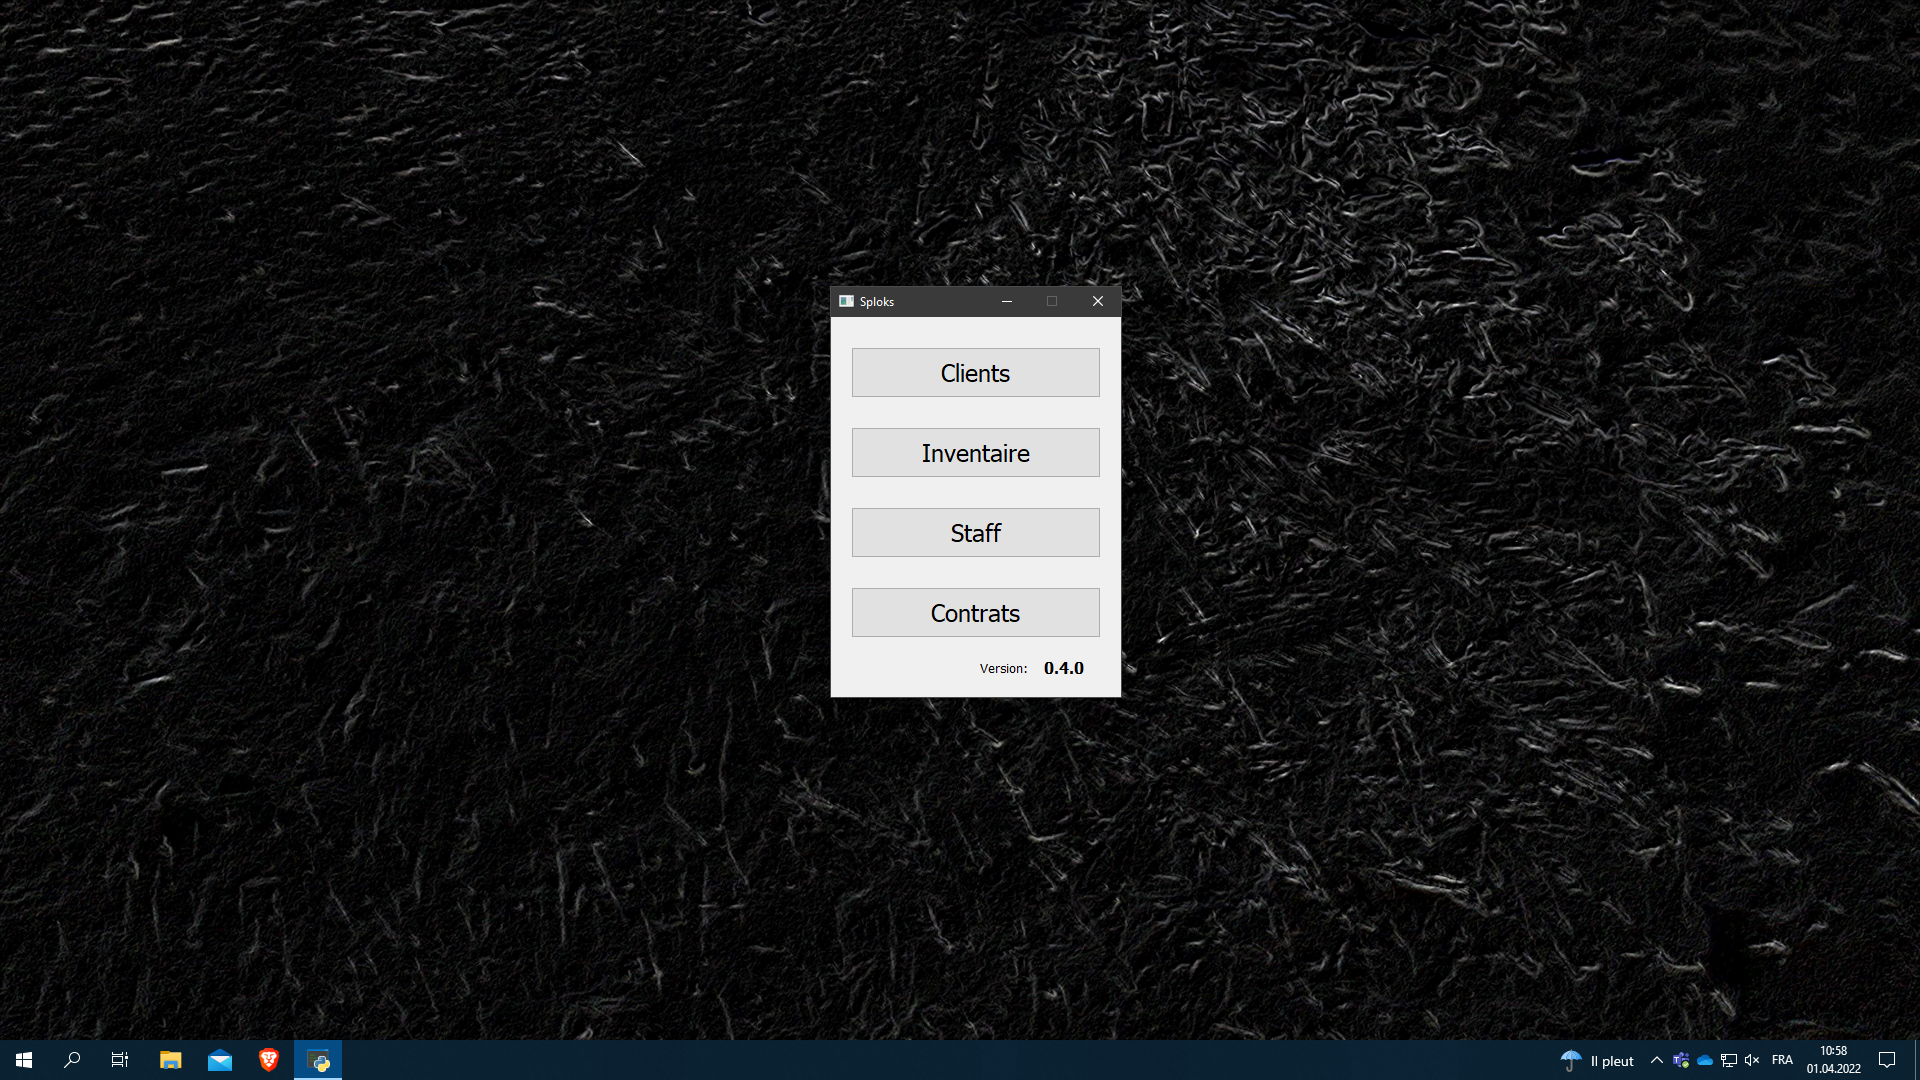 Sploks
Clients
Inventaire
Staff
Contrats
Version: 0.4.0
Il pleut
FRA
10:58
01.04.2022